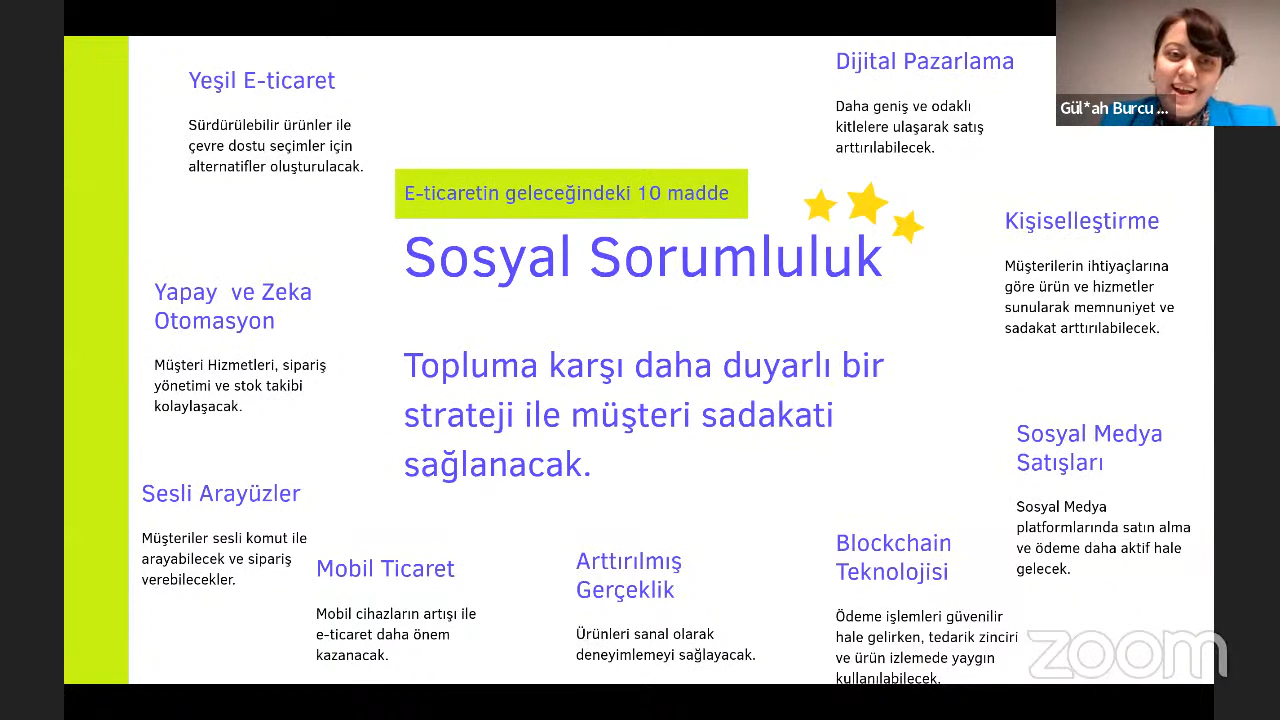 Yeşil E-ticaret
Sürdürülebilir ürünler ile
çevre dostu seçimler için
alternatifler oluşturulacak.
Dijital Pazarlama
Daha geniş ve odaklı
kitlelere ulaşarak satış
arttırılabilecek.
Gül*ah Burcu ...
E-ticaretin geleceğindeki 10 madde
Sosyal Sorumluluk
Topluma karşı daha duyarlı bir
strateji ile müşteri sadakati
sağlanacak.
Kişiselleştirme
Müşterilerin ihtiyaçlarına
göre ürün ve hizmetler
sunularak memnuniyet ve
sadakat arttırılabilecek.
Yapay  ve Zeka
Otomasyon
Müşteri Hizmetleri, sipariş
yönetimi ve stok takibi
kolaylaşacak.
Sosyal Medya
Satışları
Sosyal Medya
platformlarında satın alma
ve ödeme daha aktif hale
gelecek.
Sesli Arayüzler
Müşteriler sesli komut ile
arayabilecek ve sipariş
verebilecekler.
Mobil Ticaret
Mobil cihazların artışı ile
e-ticaret daha önem
kazanacak.
Arttırılmış
Gerçeklik
Ürünleri sanal olarak
deneyimlemeyi sağlayacak.
Blockchain
Teknolojisi
Ödeme işlemleri güvenilir
hale gelirken, tedarik zinciri
ve ürün izlemede yaygın
kullanılabilecek.
zoom